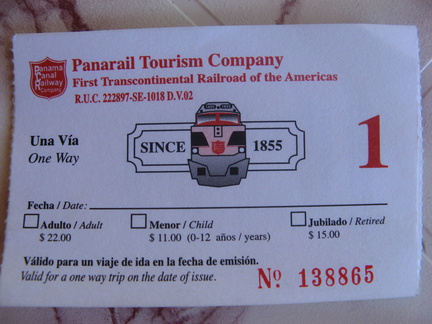 Panama
Canal
Railway
Company
Panarail Tourism Company
First Transcontinental Railroad of the Americas
R.U.C. 222897-SE-1018 D.V.02
Una Vía
One Way
SINCE 1855
1
Fecha / Date:
Adulto / Adult
$ 22.00
Menor / Child
$ 11.00 (0-12 años / years)
Jubilado / Retired
$ 15.00
Válido para un viaje de ida en la fecha de emisión.
Valid for a one way trip on the date of issue.
Nº 138865